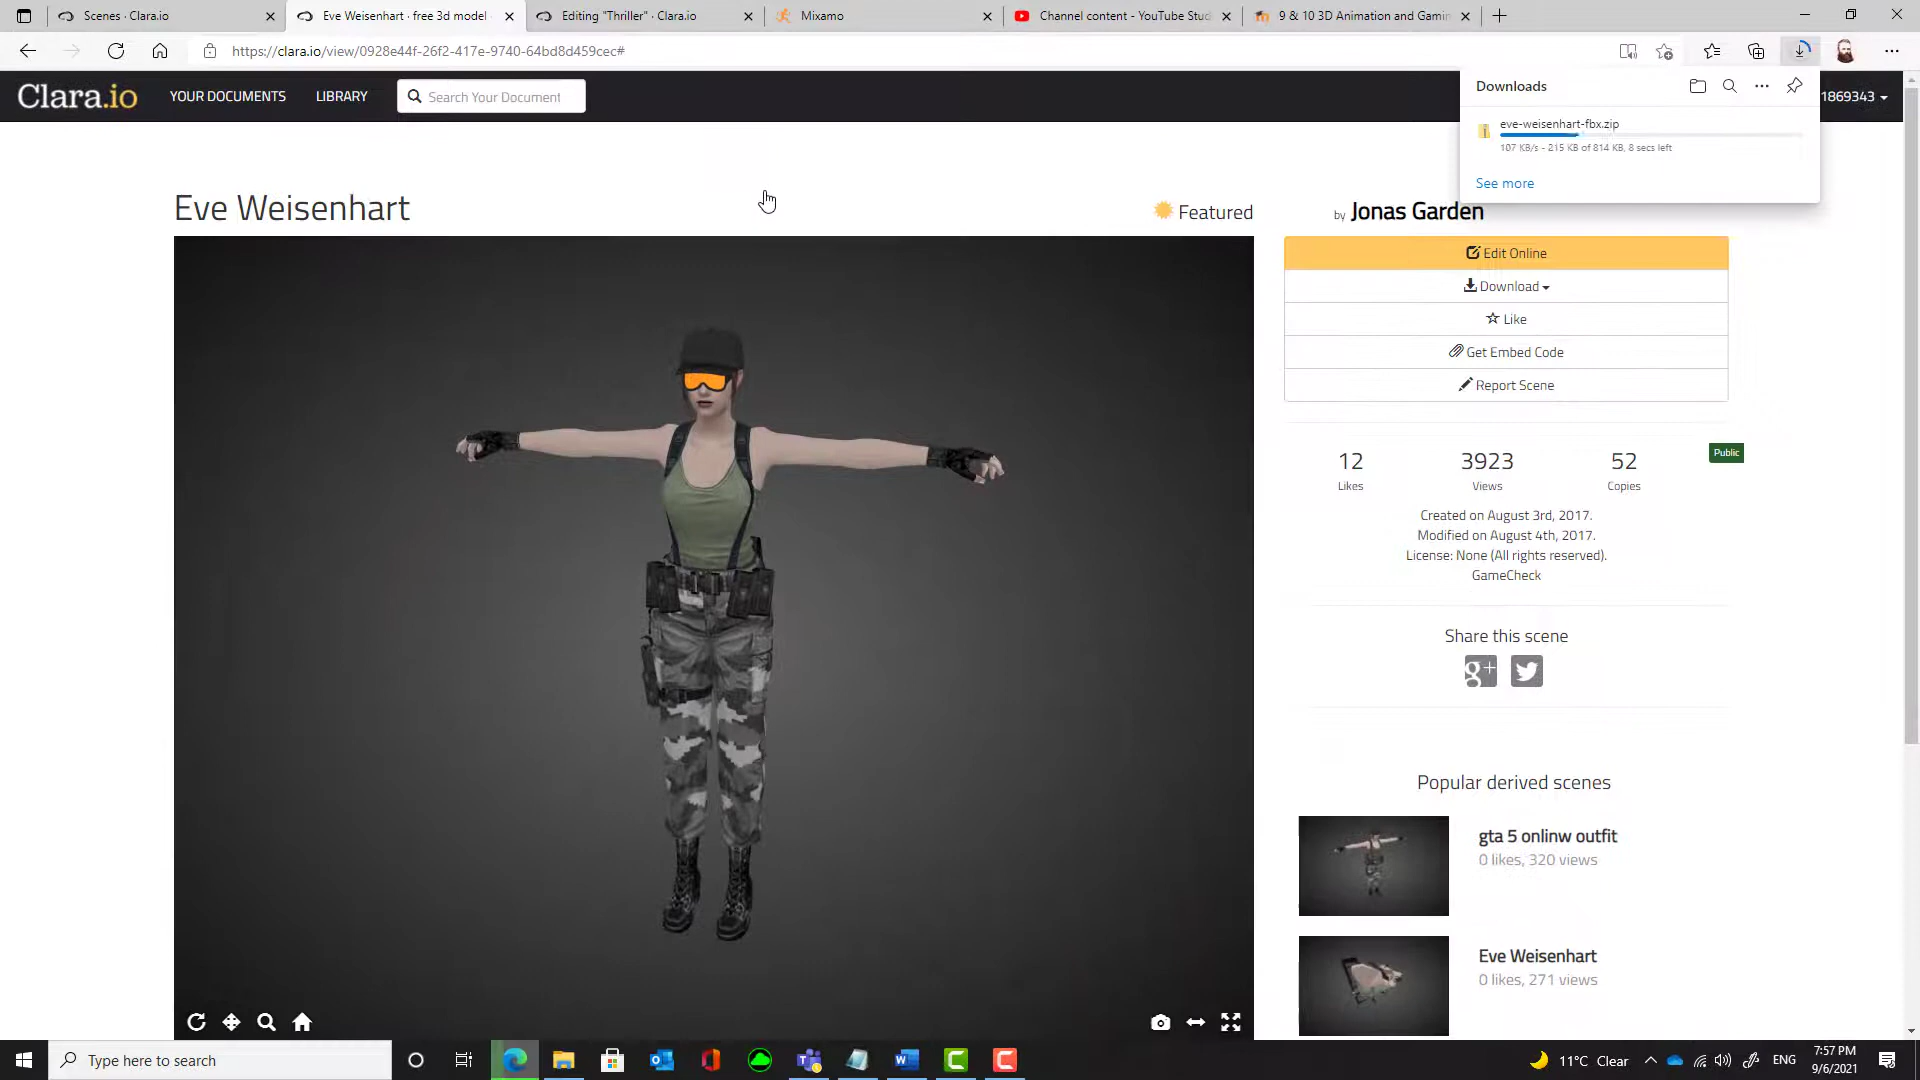 Scenes · Clara.io
Eve Weisenhart · free 3d model
Editing "Thriller" · Clara.io
Mixamo
Channel content - YouTube Stud
9 & 10 3D Animation and Gamin
https://clara.io/view/0928e44f-26f2-417e-9740-64bd8d459cec#
Clara.io
YOUR DOCUMENTS
LIBRARY
Search Your Document
1869343
Downloads
eve-weisenhart-fbx.zip
107 KB/s - 215 KB of 814 KB, 8 secs left
See more
Eve Weisenhart
Featured
by Jonas Garden
Edit Online
Download
Like
Get Embed Code
Report Scene
12
Likes
3923
Views
52
Copies
Public
Created on August 3rd, 2017.
Modified on August 4th, 2017.
License: None (All rights reserved).
GameCheck
Share this scene
g+
Popular derived scenes
gta 5 onlinw outfit
0 likes, 320 views
Eve Weisenhart
0 likes, 271 views
Type here to search
11°C Clear
ENG
7:57 PM
9/6/2021